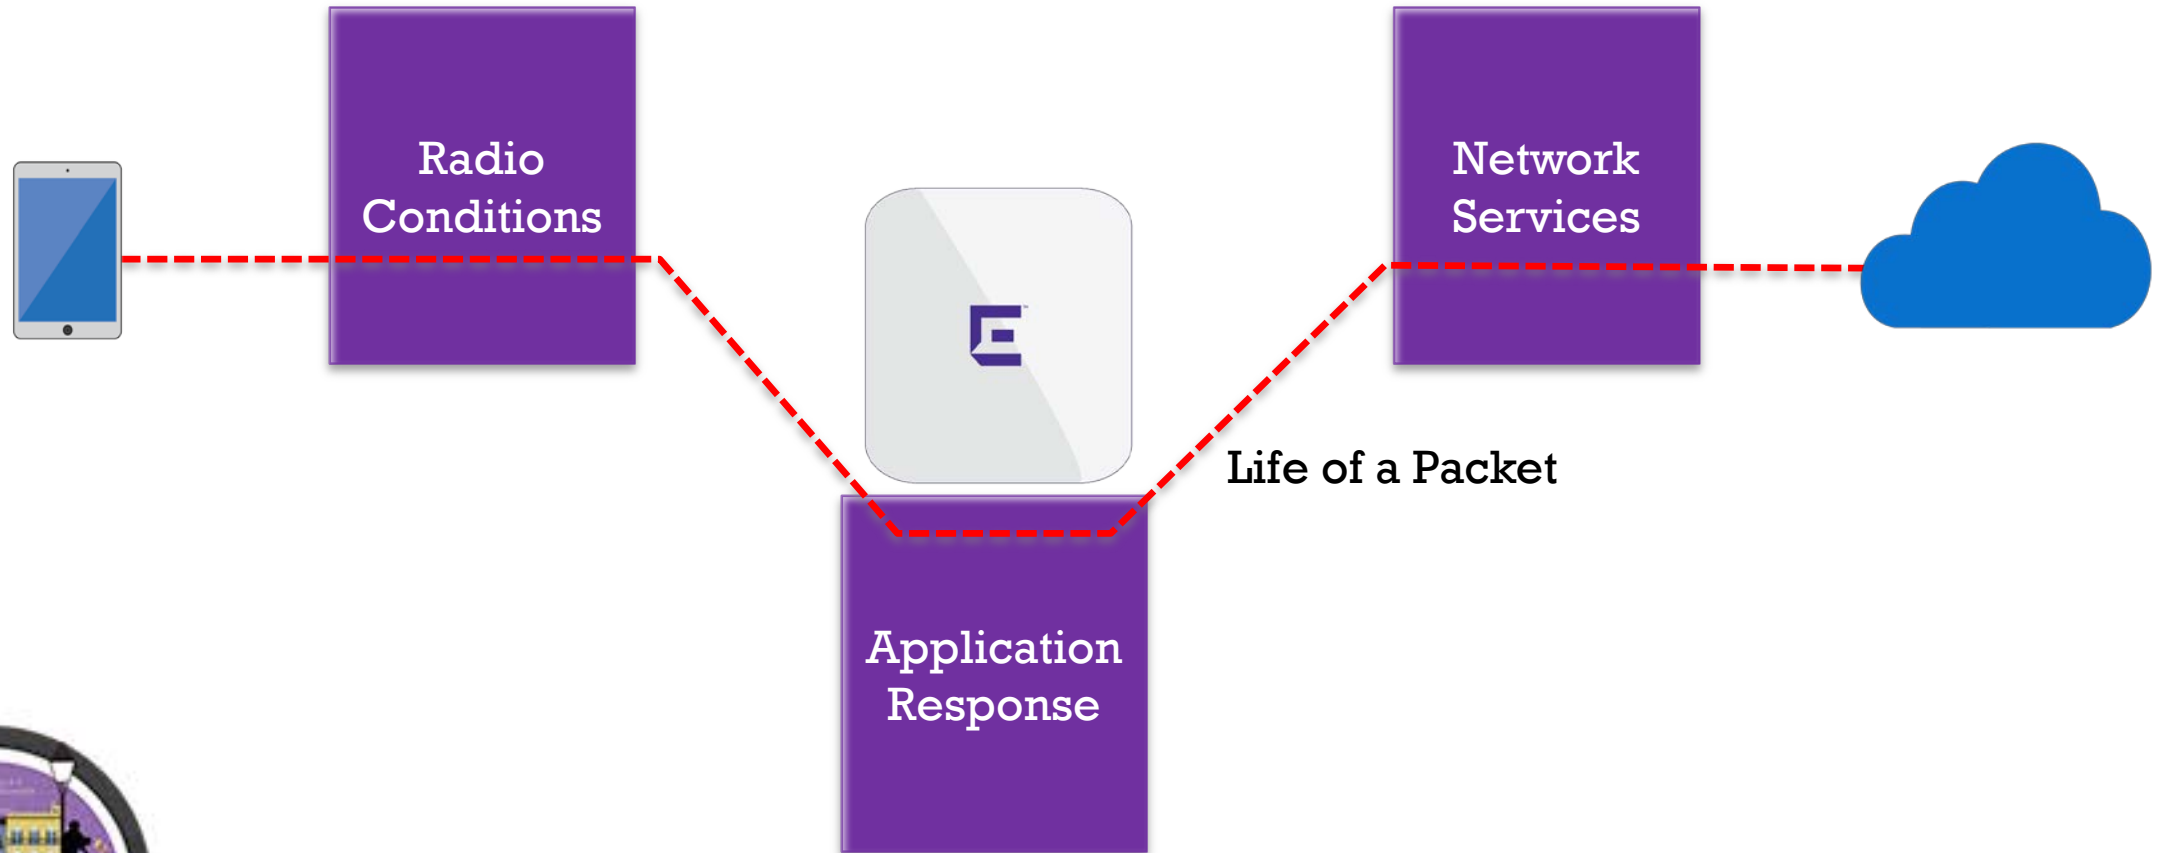 Radio
Conditions
Network
Services
Life of a Packet
Application
Response